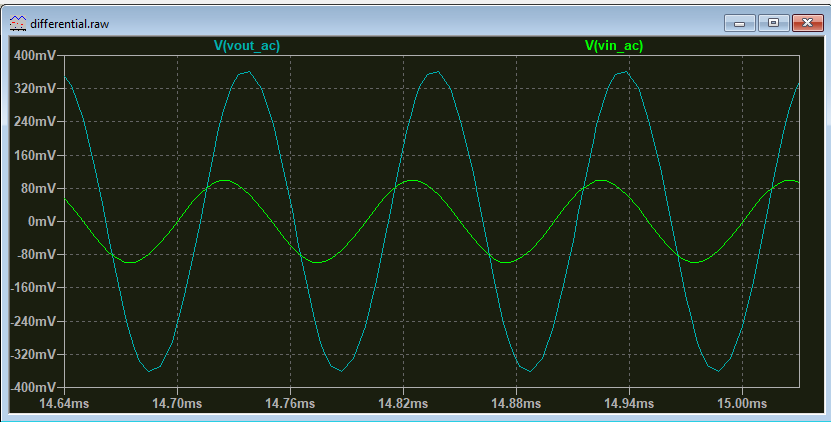 differential.raw
V(vout_ac) V(vin_ac)
400mV
320mV
240mV
160mV
80mV
0mV
-80mV
-160mV
-240mV
-320mV
-400mV
14.64ms 14.70ms 14.76ms 14.82ms 14.88ms 14.94ms 15.00ms